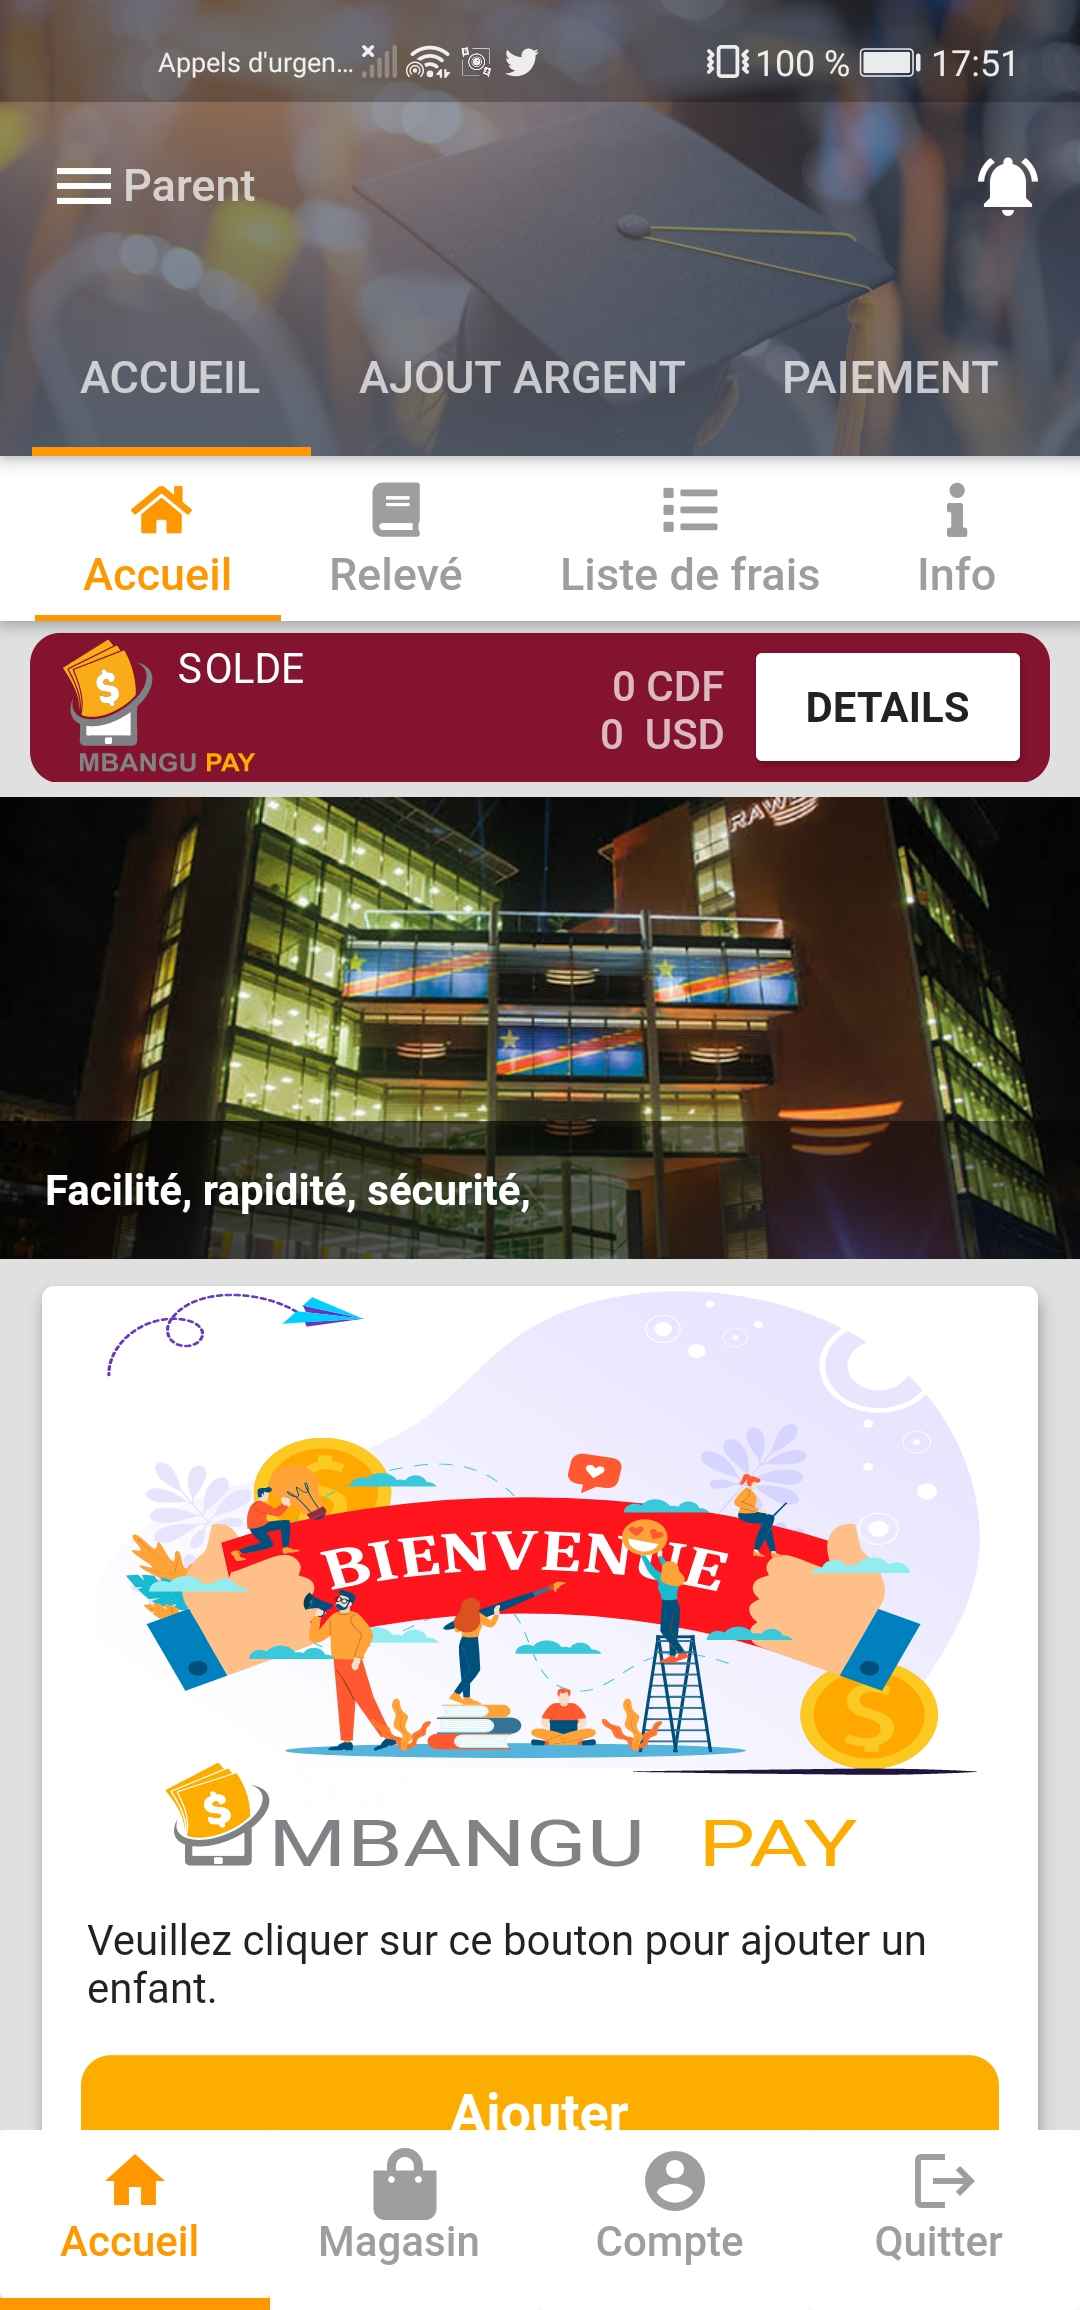 Appels d'urgen... 100 % 17:51
Parent
ACCUEIL AJOUT ARGENT PAIEMENT
Accueil Relevé Liste de frais Info
SOLDE
0 CDF
0 USD
DETAILS
MBANGU PAY
RAW
Facilité, rapidité, sécurité,
BIENVENUE
MBANGU PAY
Veuillez cliquer sur ce bouton pour ajouter un
enfant.
Ajouter
Accueil Magasin Compte Quitter